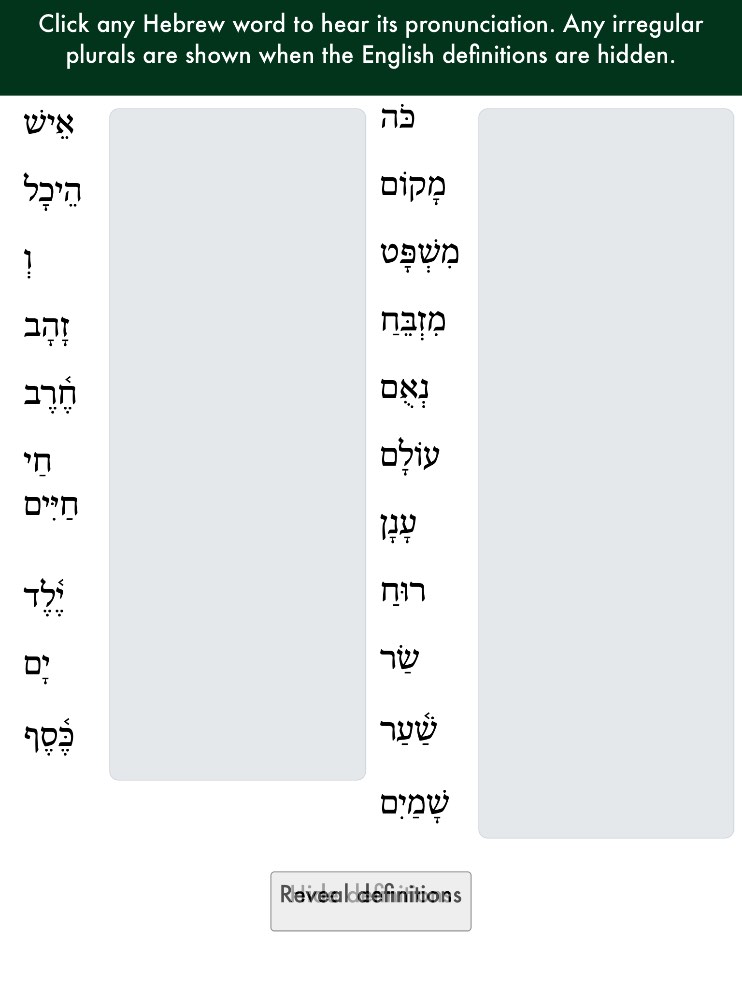 Click any Hebrew word to hear its pronunciation. Any irregular
plurals are shown when the English definitions are hidden.
אֵישׁ
הֵיכָל
וְ
זָהָב
חֶ֫רֶב
חַי
חַיִּים
יֶ֫לֶד
יָם
כֶּ֫סֶף
כֹּה
מָקוֹם
מִשְׁפָּט
מִזְבֵּחַ
נְאֻם
עוֹלָם
עָנָן
רוּחַ
שַׂר
שַׁ֫עַר
שָׁמַיִם
Reveal definitions